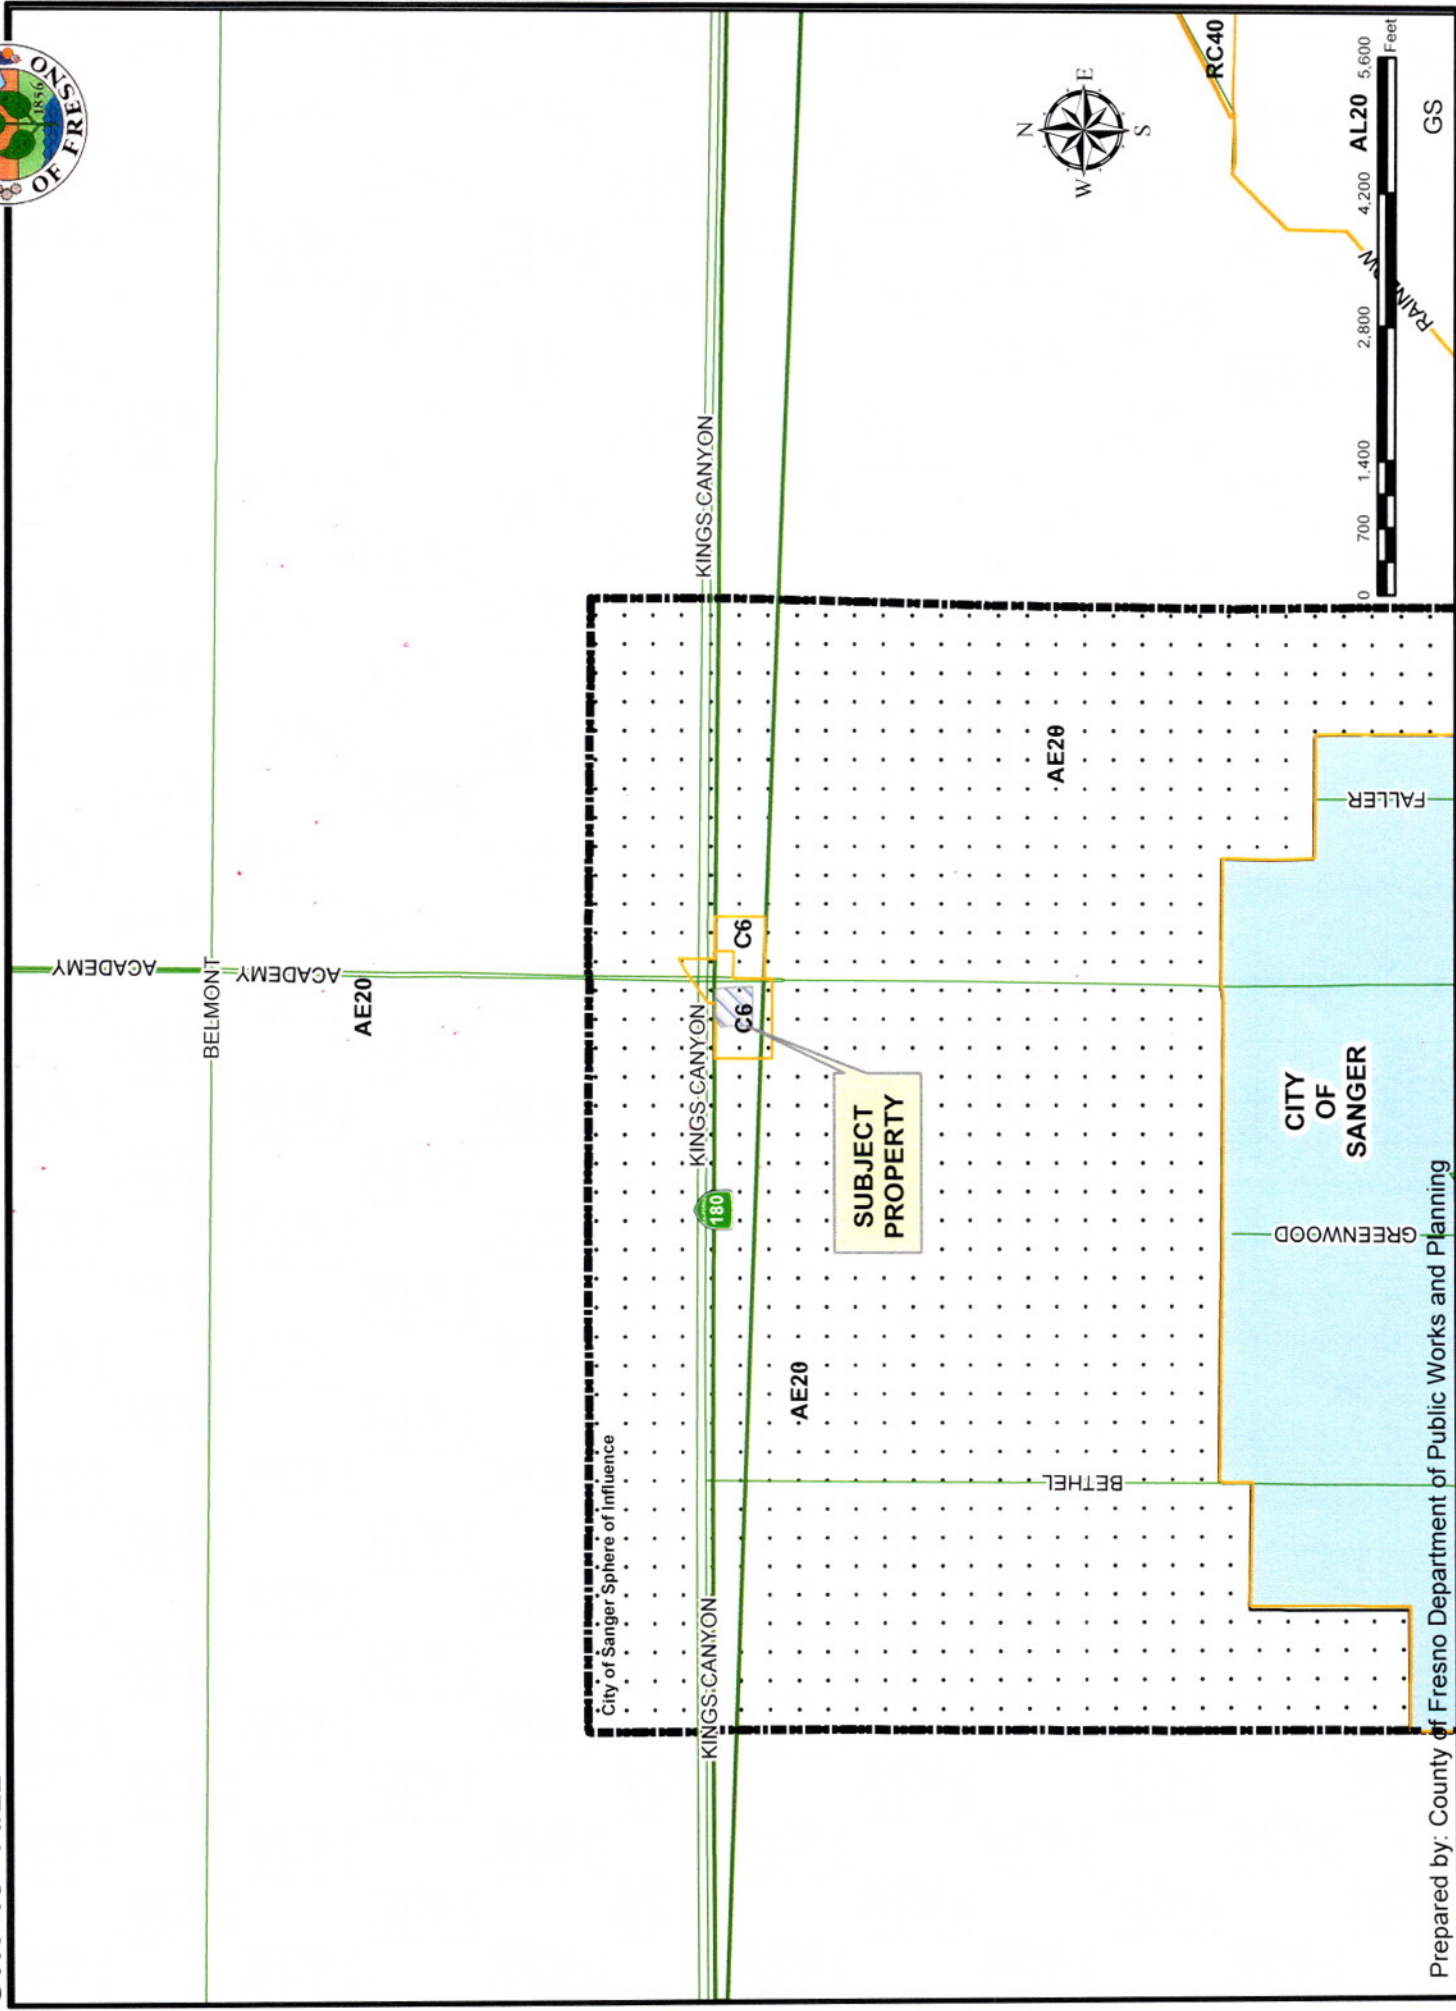 OF FRESNO
1856
ACADEMY
BELMONT
ACADEMY
AE20
City of Sanger Sphere of Influence
KINGS CANYON
KINGS CANYON
KINGS CANYON
180
C6
C6
AE20
SUBJECT
PROPERTY
AE20
BETHEL
N
W
E
S
RC40
CITY
OF
SANGER
GREENWOOD
FALLER
AL20
0
700
1,400
2,800
4,200
5,600
Feet
RAINBOW
Prepared by: County of Fresno Department of Public Works and Planning
GS